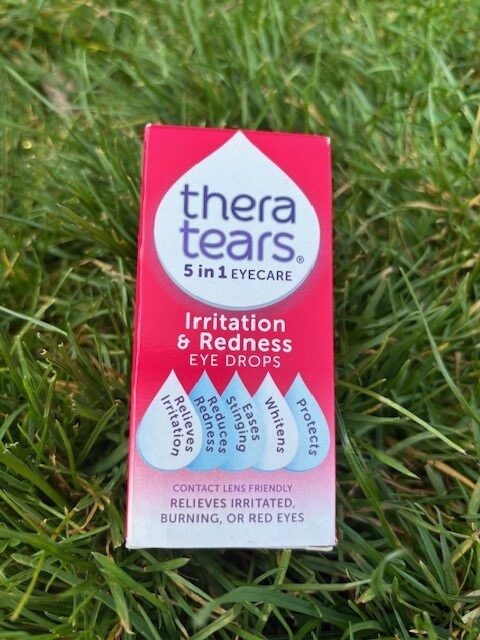 thera
tears®
5 in 1 EYECARE
Irritation
& Redness
EYE DROPS
Relieves
Irritation
Reduces
Redness
Eases
Stinging
Whitens
Protects
CONTACT LENS FRIENDLY
RELIEVES IRRITATED,
BURNING, OR RED EYES